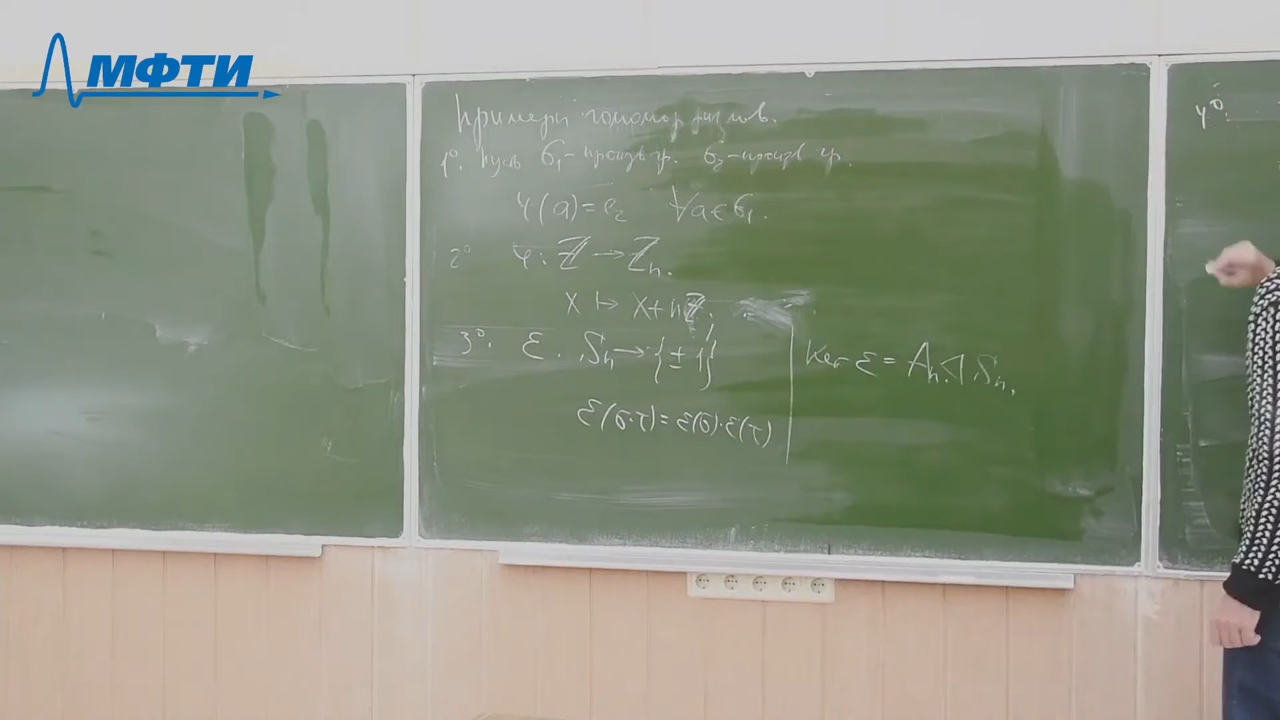 МФТИ
Примеры гомоморфизмов.
1°. Пусть G₁-произв гр. G₂-произв гр.
φ(a)=e₂ ∀a∈G₁.
2° φ: ℤ→ℤₙ.
x ↦ x+nℤ.
3°. ε: Sₙ→{±1}
ε(σ·τ)=ε(σ)·ε(τ)
Ker ε = Aₙ ◁ Sₙ.
4°.